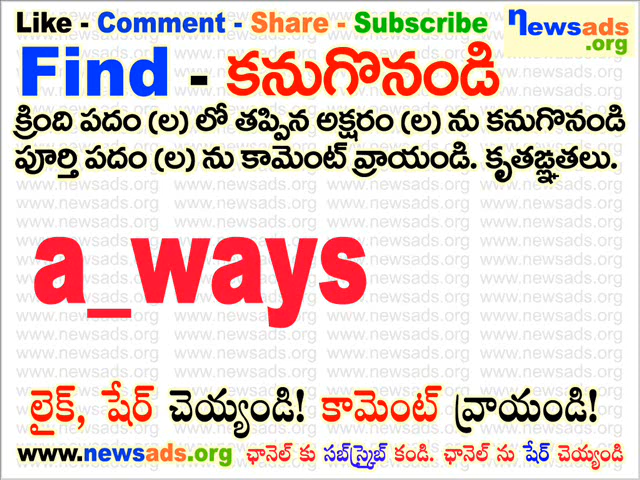 Like - Comment - Share - Subscribe
newsads
.org
Find - కనుగొనండి
క్రింది పదం (ల) లో తప్పిన అక్షరం (ల) ను కనుగొనండి
పూర్తి పదం (ల) ను కామెంట్ వ్రాయండి. కృతఙ్ఞతలు.
a_ways
లైక్, షేర్ చెయ్యండి! కామెంట్ వ్రాయండి!
www.newsads.org ఛానెల్ కు సబ్‌స్క్రైబ్ కండి. ఛానెల్ ను షేర్ చెయ్యండి